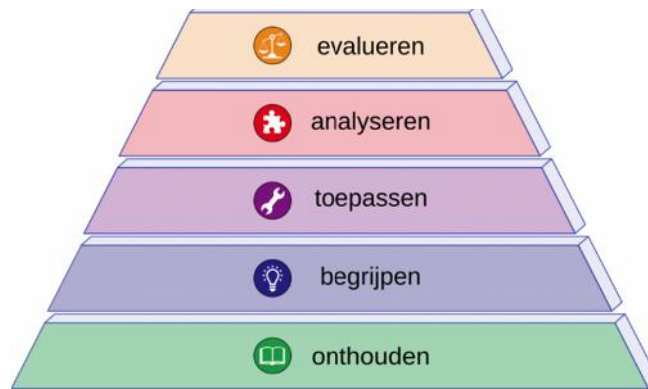 evalueren
analyseren
toepassen
begrijpen
onthouden